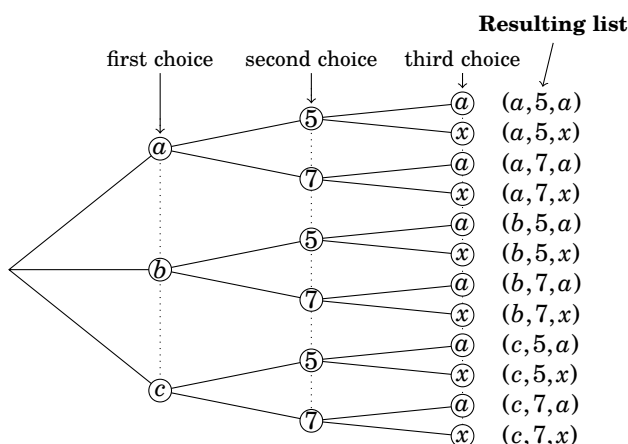 Resulting list
first choice second choice third choice
a (a,5,a)
5
x (a,5,x)
a
a (a,7,a)
7
x (a,7,x)
a (b,5,a)
5
x (b,5,x)
b
a (b,7,a)
7
x (b,7,x)
a (c,5,a)
5
x (c,5,x)
c
a (c,7,a)
7
x (c,7,x)